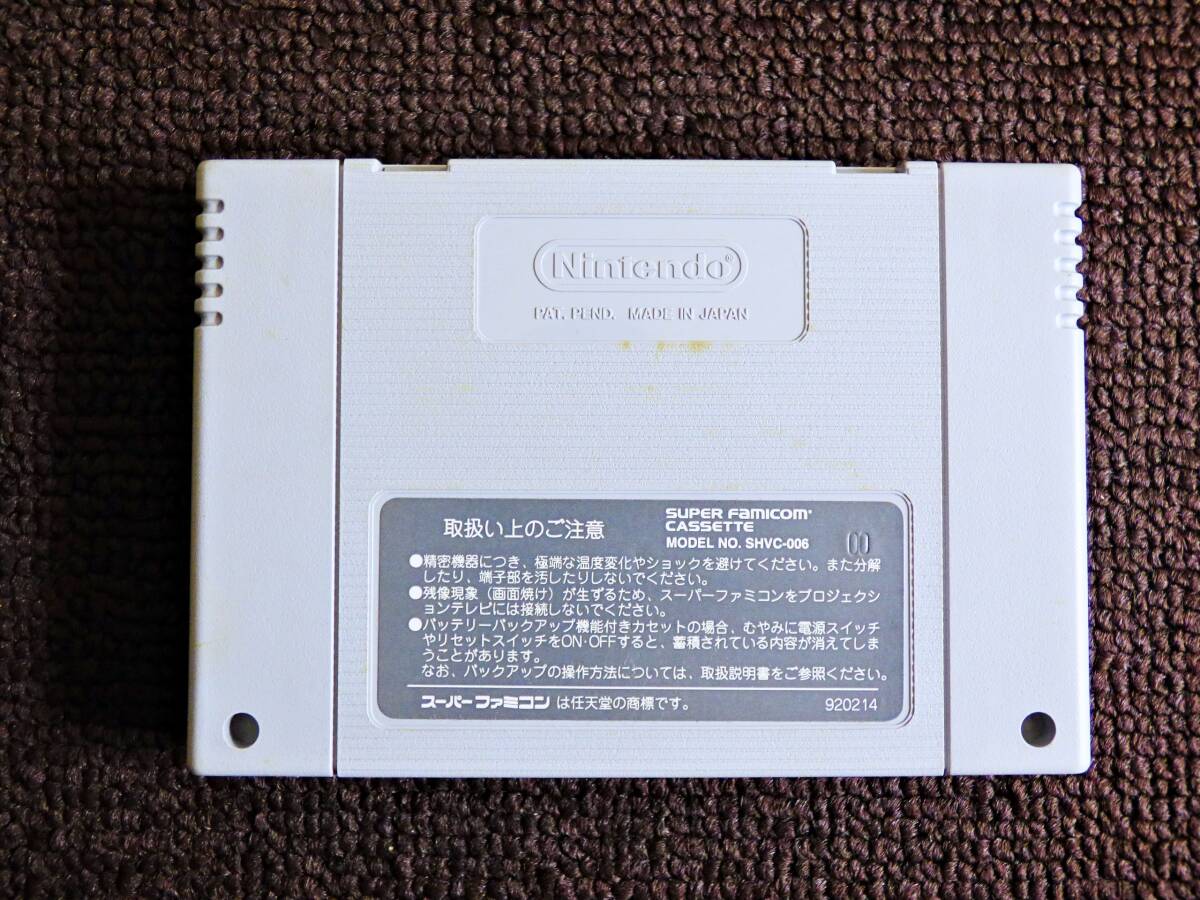 Nintendo®
PAT. PEND. MADE IN JAPAN
取扱い上のご注意
SUPER FAMICOM®
CASSETTE
MODEL NO. SHVC-006
00
●精密機器につき、極端な温度変化やショックを避けてください。また分解
したり、端子部を汚したりしないでください。
●残像現象(画面焼け)が生ずるため、スーパーファミコンをプロジェクシ
ョンテレビには接続しないでください。
●バッテリーバックアップ機能付きカセットの場合、むやみに電源スイッチ
やリセットスイッチをON・OFFすると、蓄積されている内容が消えてしま
うことがあります。
なお、バックアップの操作方法については、取扱説明書をご参照ください。
スーパーファミコン は任天堂の商標です。
920214